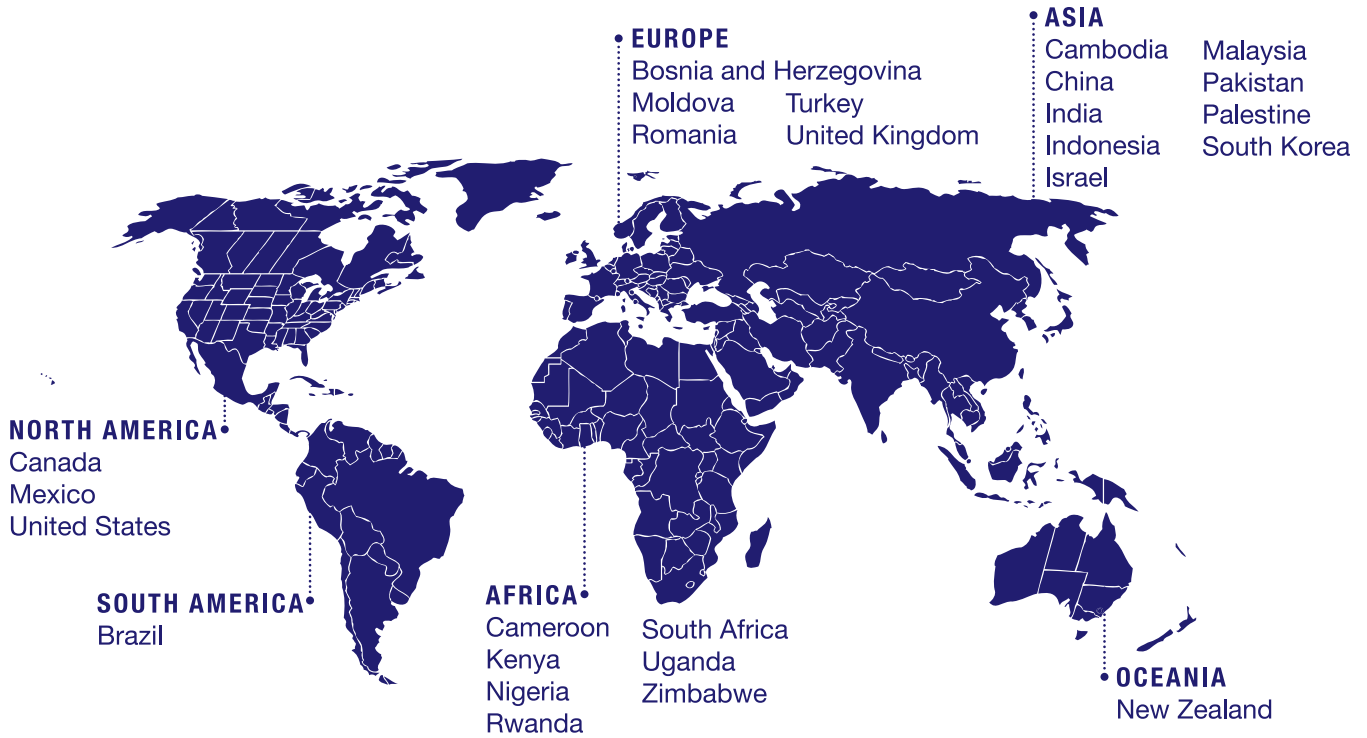 EUROPE
Bosnia and Herzegovina
Moldova
Romania
Turkey
United Kingdom
ASIA
Cambodia
China
India
Indonesia
Israel
Malaysia
Pakistan
Palestine
South Korea
NORTH AMERICA
Canada
Mexico
United States
SOUTH AMERICA
Brazil
AFRICA
Cameroon
Kenya
Nigeria
Rwanda
South Africa
Uganda
Zimbabwe
OCEANIA
New Zealand